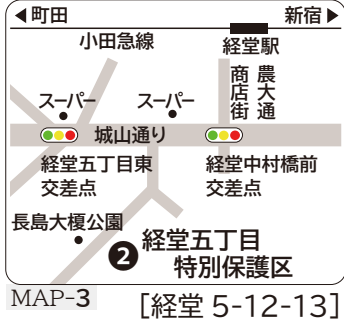 ◀町田
新宿▶
小田急線
経堂駅
農大通
商店街
スーパー
スーパー
城山通り
経堂五丁目東
交差点
経堂中村橋前
交差点
長島大榎公園
❷
経堂五丁目
特別保護区
MAP-3
[経堂 5-12-13]